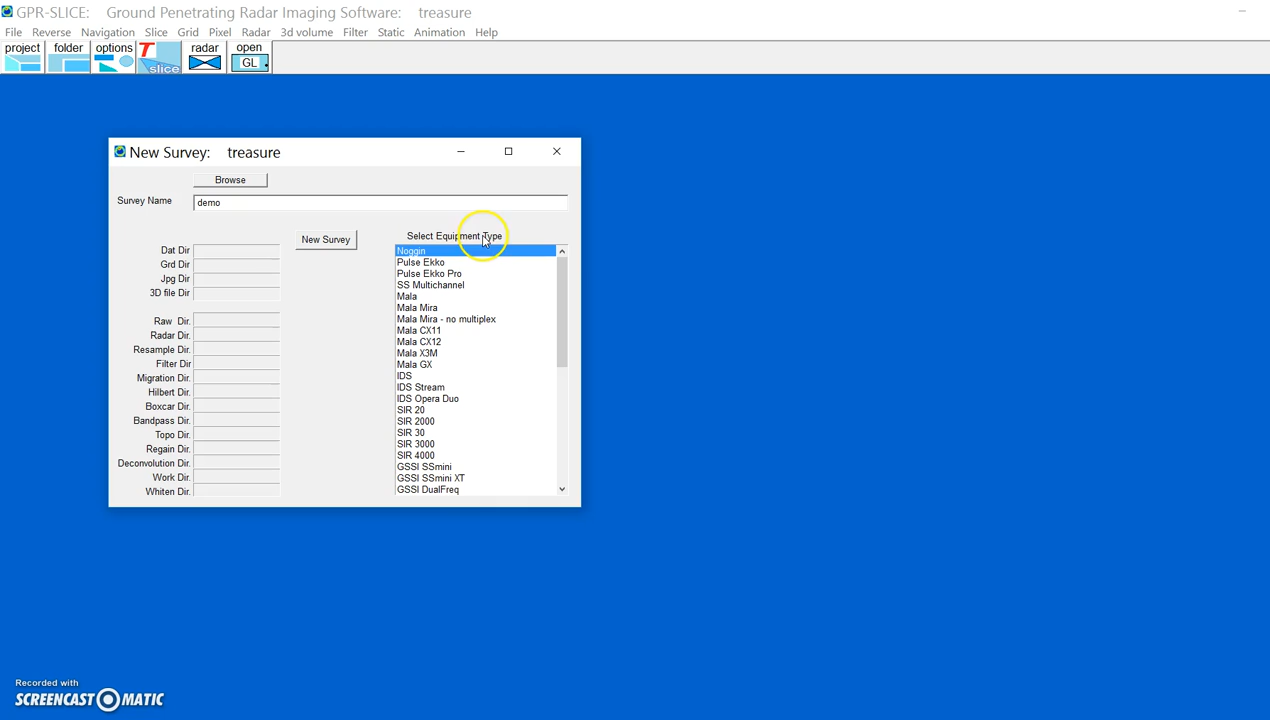 GPR-SLICE: Ground Penetrating Radar Imaging Software: treasure
File Reverse Navigation Slice Grid Pixel Radar 3d volume Filter Static Animation Help
project folder options T slice radar open GL
New Survey: treasure
Browse
Survey Name demo
New Survey
Select Equipment Type
Dat Dir
Grd Dir
Jpg Dir
3D file Dir
Raw Dir.
Radar Dir.
Resample Dir.
Filter Dir
Migration Dir.
Hilbert Dir.
Boxcar Dir.
Bandpass Dir.
Topo Dir.
Regain Dir.
Deconvolution Dir.
Work Dir.
Whiten Dir.
Noggin
Pulse Ekko
Pulse Ekko Pro
SS Multichannel
Mala
Mala Mira
Mala Mira - no multiplex
Mala CX11
Mala CX12
Mala X3M
Mala GX
IDS
IDS Stream
IDS Opera Duo
SIR 20
SIR 2000
SIR 30
SIR 3000
SIR 4000
GSSI SSmini
GSSI SSmini XT
GSSI DualFreq
Recorded with
SCREENCAST MATIC